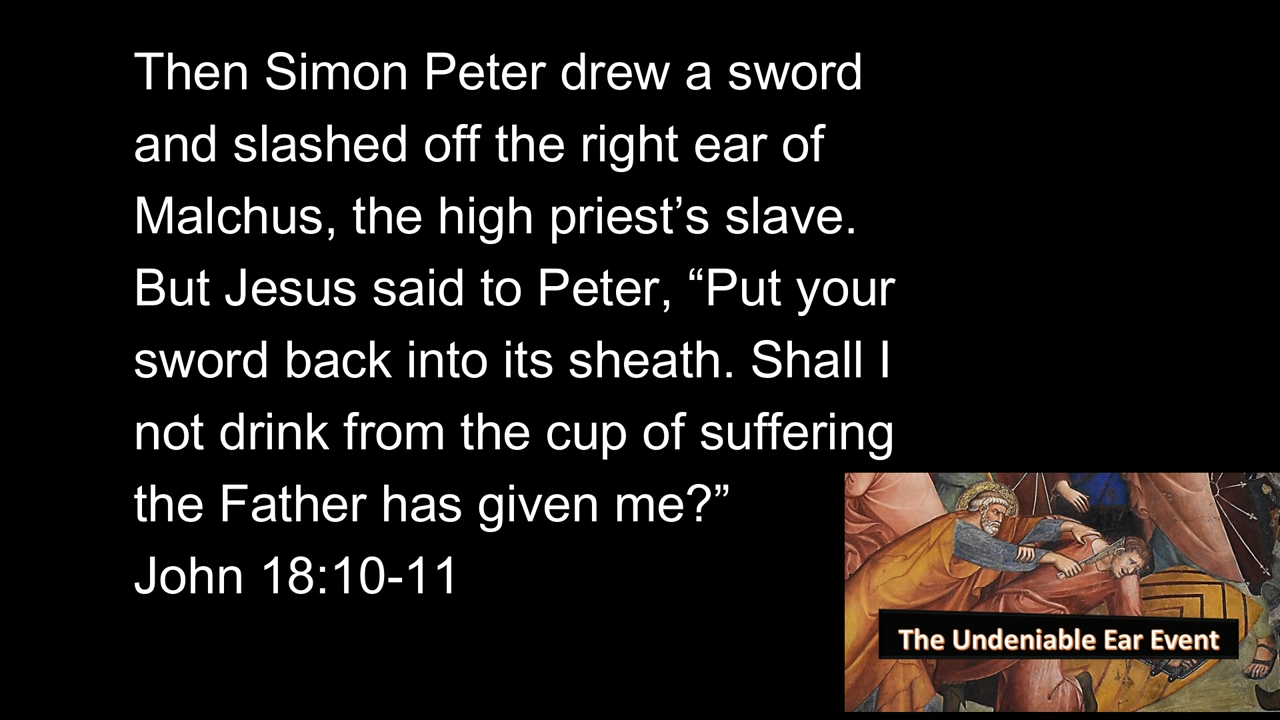 Then Simon Peter drew a sword
and slashed off the right ear of
Malchus, the high priest’s slave.
But Jesus said to Peter, “Put your
sword back into its sheath. Shall I
not drink from the cup of suffering
the Father has given me?”
John 18:10-11
The Undeniable Ear Event